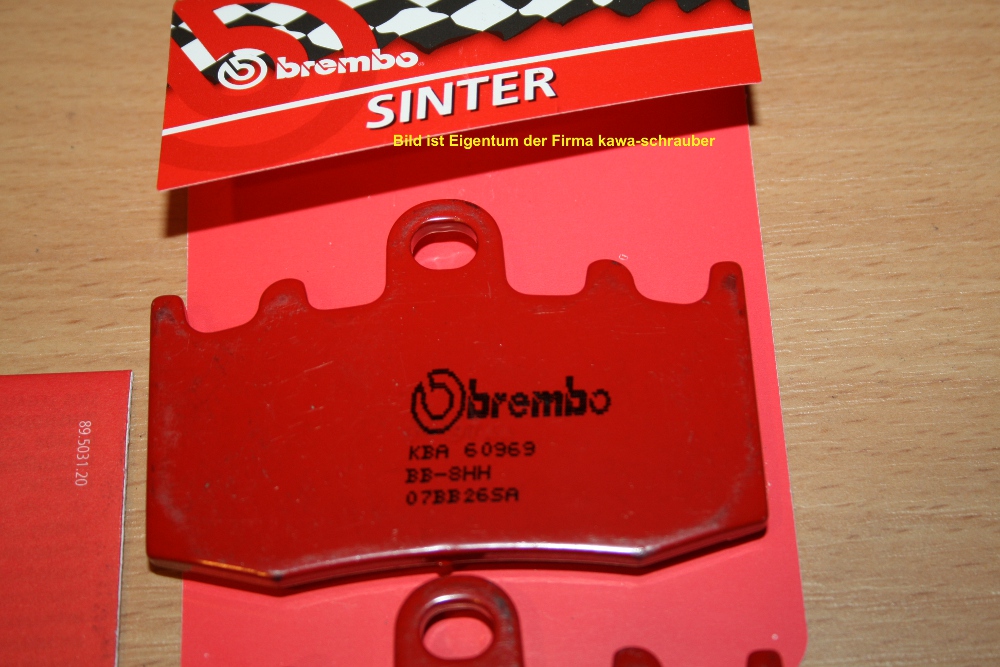 brembo
SINTER
Bild ist Eigentum der Firma kawa-schrauber
brembo
KBA 60969
BB-8HH
07BB26SA
89.5031.20